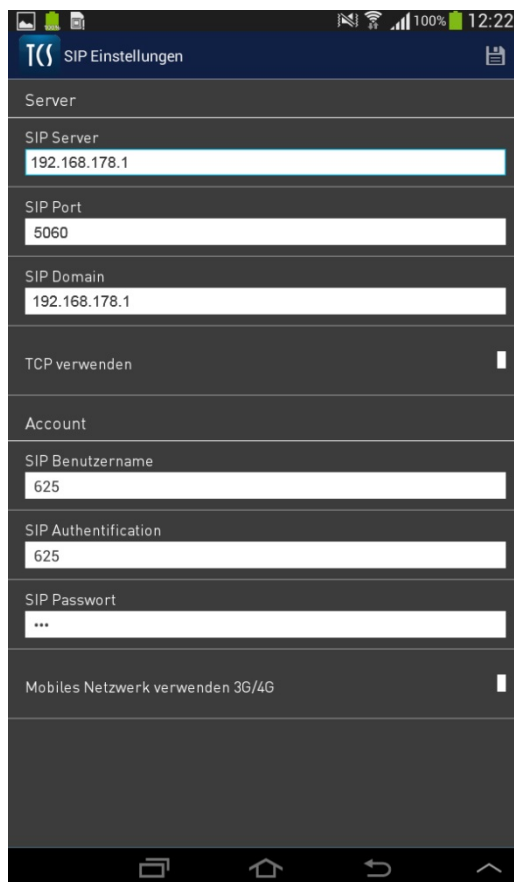 100% 12:22
TCS SIP Einstellungen
Server
SIP Server
192.168.178.1
SIP Port
5060
SIP Domain
192.168.178.1
TCP verwenden
Account
SIP Benutzername
625
SIP Authentification
625
SIP Passwort
•••
Mobiles Netzwerk verwenden 3G/4G